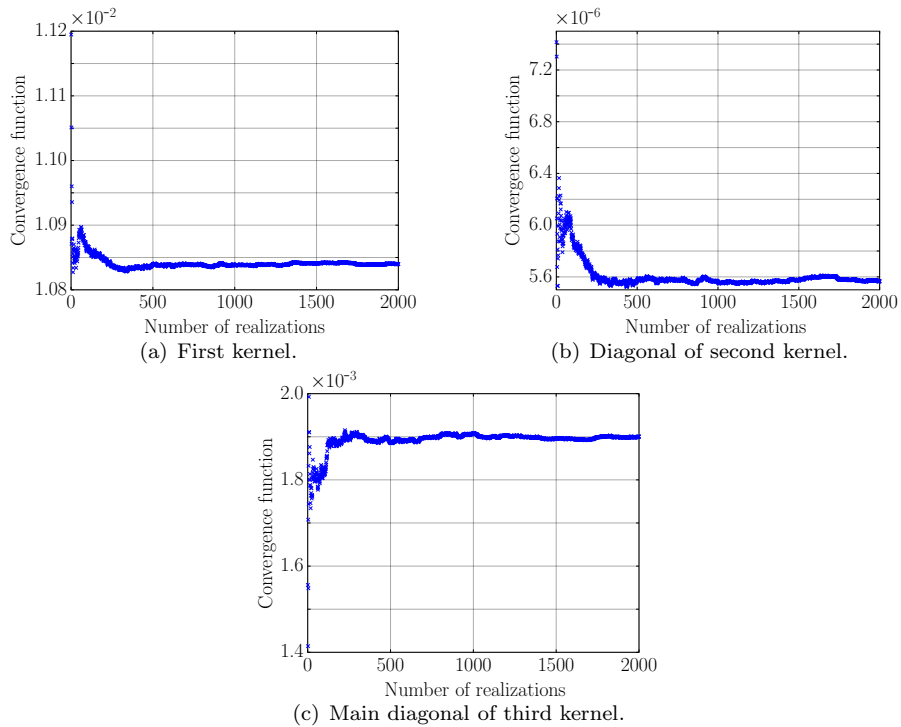 ×10−2
1.12
1.11
1.10
1.09
1.08
0 500 1000 1500 2000
Convergence function
Number of realizations
(a) First kernel.
×10−6
7.2
6.8
6.4
6.0
5.6
0 500 1000 1500 2000
Convergence function
Number of realizations
(b) Diagonal of second kernel.
×10−3
2.0
1.8
1.6
1.4
0 500 1000 1500 2000
Convergence function
Number of realizations
(c) Main diagonal of third kernel.